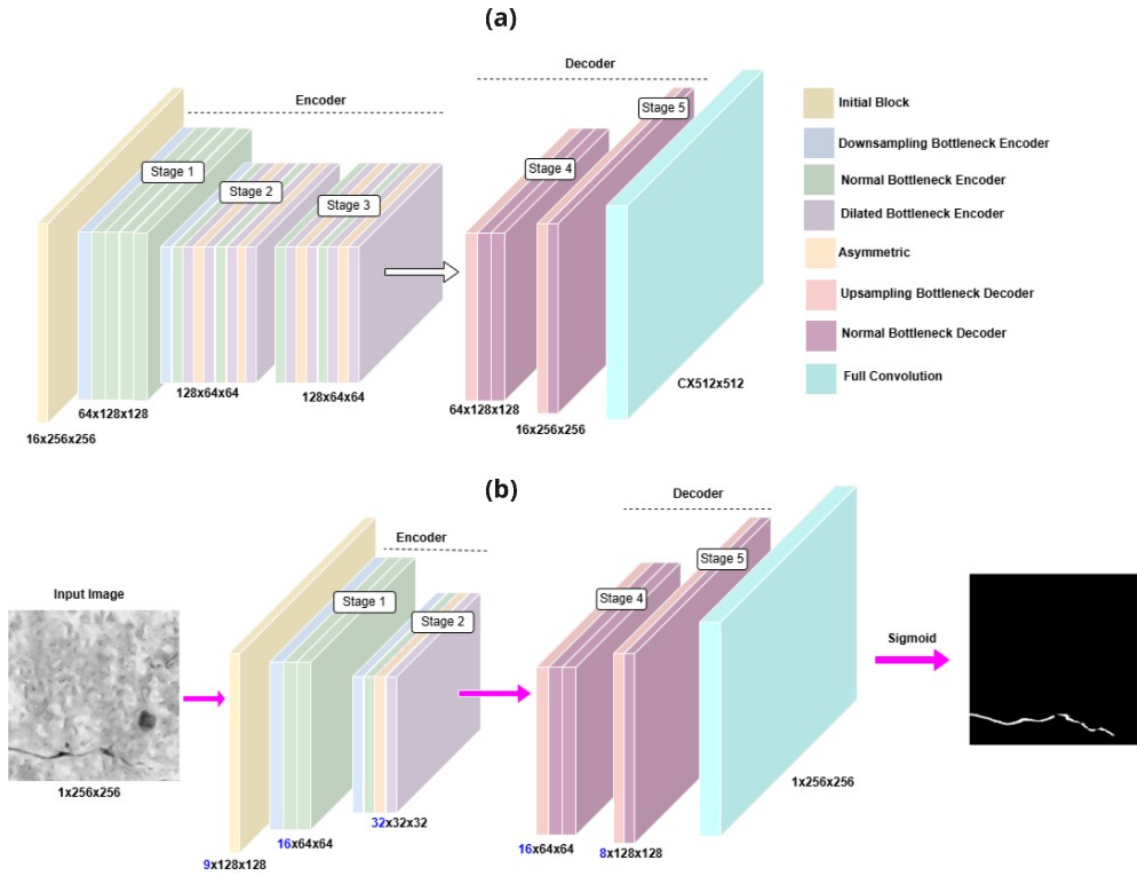 (a)
Encoder
Decoder
Stage 1
Stage 2
Stage 3
Stage 4
Stage 5
16x256x256
64x128x128
128x64x64
128x64x64
64x128x128
16x256x256
CX512x512
Initial Block
Downsampling Bottleneck Encoder
Normal Bottleneck Encoder
Dilated Bottleneck Encoder
Asymmetric
Upsampling Bottleneck Decoder
Normal Bottleneck Decoder
Full Convolution
(b)
Input Image
1x256x256
Encoder
Decoder
Stage 1
Stage 2
Stage 4
Stage 5
9x128x128
16x64x64
32x32x32
16x64x64
8x128x128
1x256x256
Sigmoid